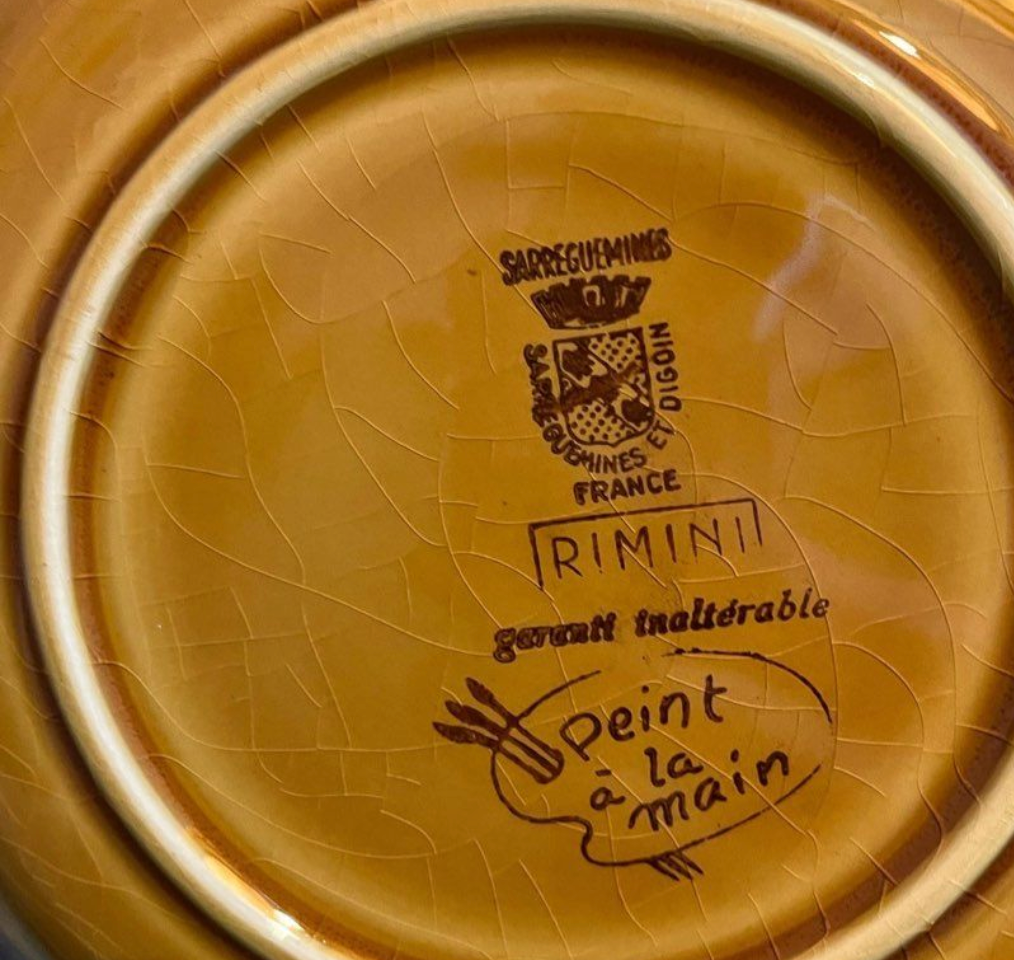 SARREGUEMINES
SARREGUEMINES ET DIGOIN
FRANCE
RIMINI
garanti inaltérable
Peint
à la
main